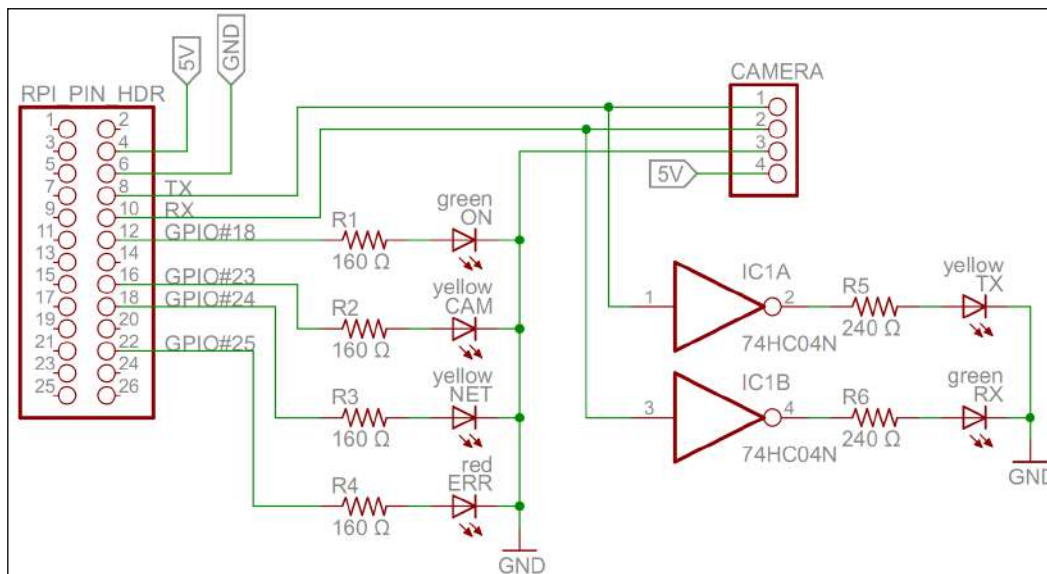 5V
GND
RPI_PIN_HDR
1 2
3 4
5 6
7 8 TX
9 10 RX
11 12 GPIO#18
13 14
15 16 GPIO#23
17 18 GPIO#24
19 20
21 22 GPIO#25
23 24
25 26
CAMERA
1
2
3
4
5V
R1
160 Ω
green
ON
R2
160 Ω
yellow
CAM
R3
160 Ω
yellow
NET
R4
160 Ω
red
ERR
GND
1
IC1A
2
74HC04N
R5
240 Ω
yellow
TX
3
IC1B
4
74HC04N
R6
240 Ω
green
RX
GND